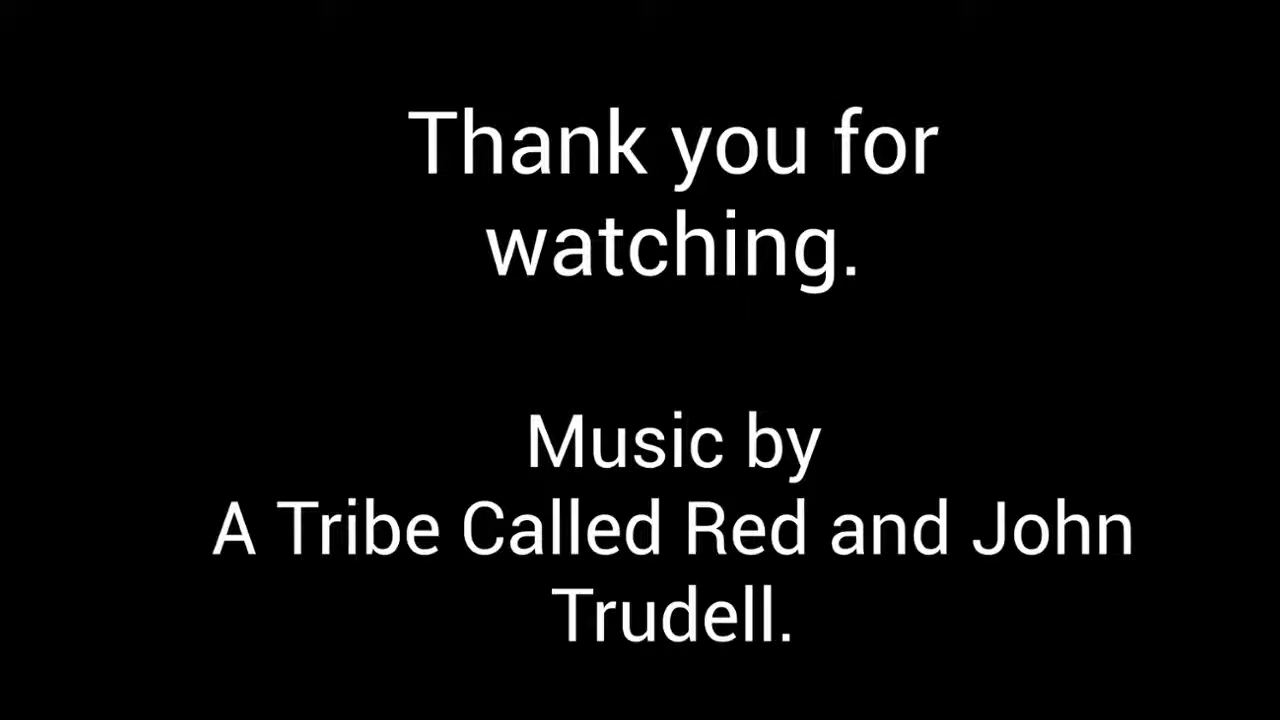 Thank you for
watching.
Music by
A Tribe Called Red and John
Trudell.